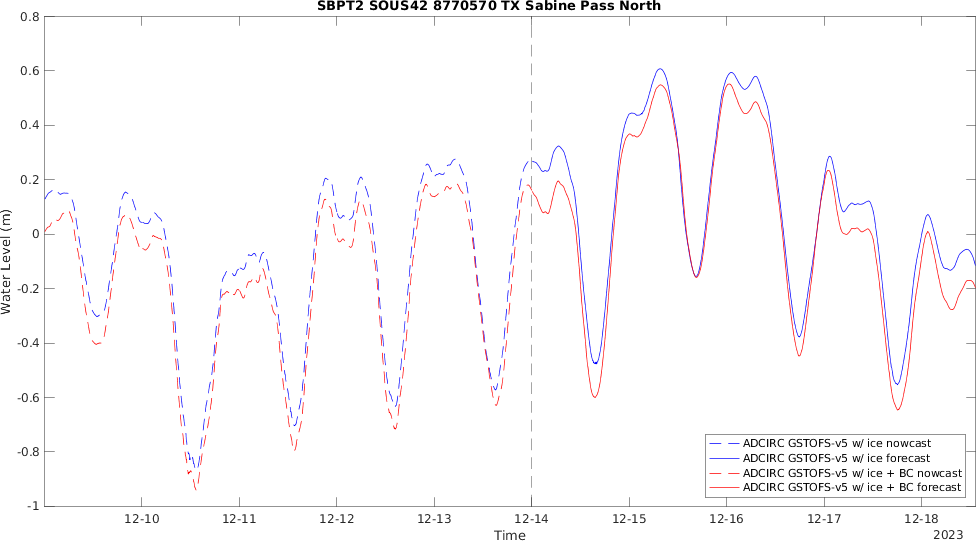 SBPT2 SOUS42 8770570 TX Sabine Pass North
0.8
0.6
0.4
0.2
0
-0.2
-0.4
-0.6
-0.8
-1
Water Level (m)
12-10
12-11
12-12
12-13
12-14
12-15
12-16
12-17
12-18
Time
2023
ADCIRC GSTOFS-v5 w/ ice nowcast
ADCIRC GSTOFS-v5 w/ ice forecast
ADCIRC GSTOFS-v5 w/ ice + BC nowcast
ADCIRC GSTOFS-v5 w/ ice + BC forecast